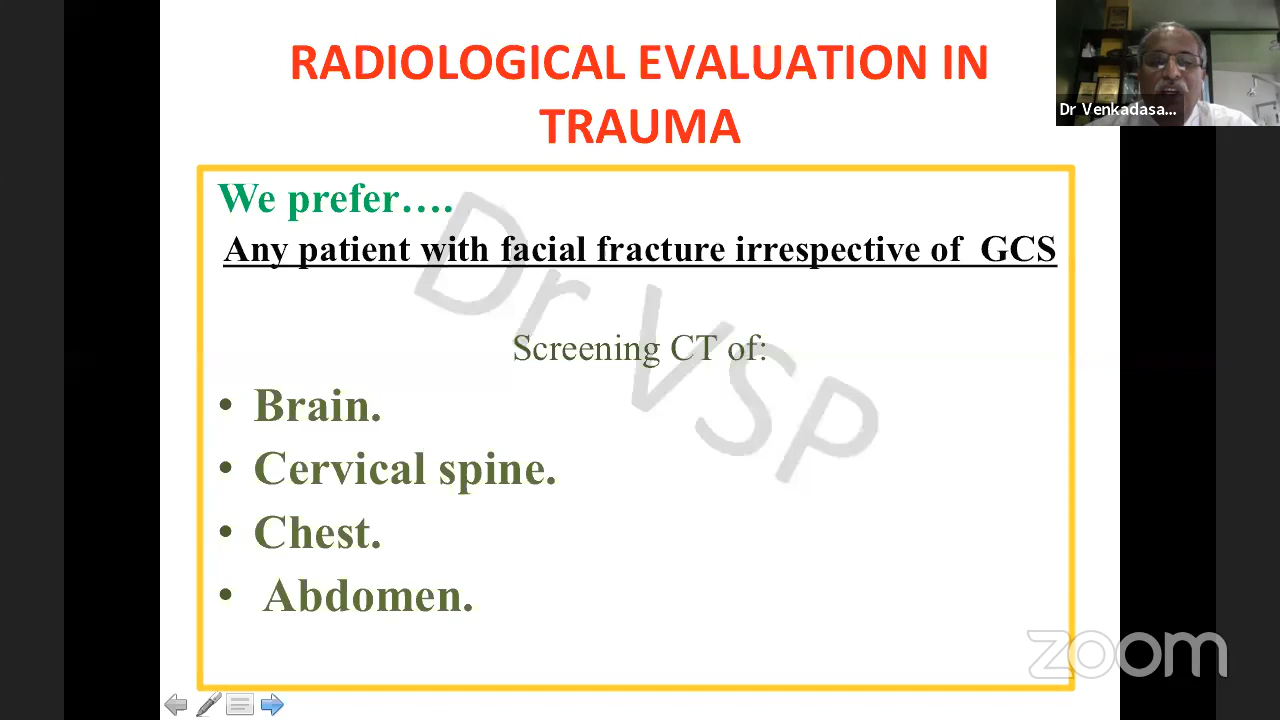 RADIOLOGICAL EVALUATION IN
TRAUMA
Dr Venkadasa...
We prefer….
Any patient with facial fracture irrespective of GCS
Screening CT of:
• Brain.
• Cervical spine.
• Chest.
• Abdomen.
Dr VSP
zoom